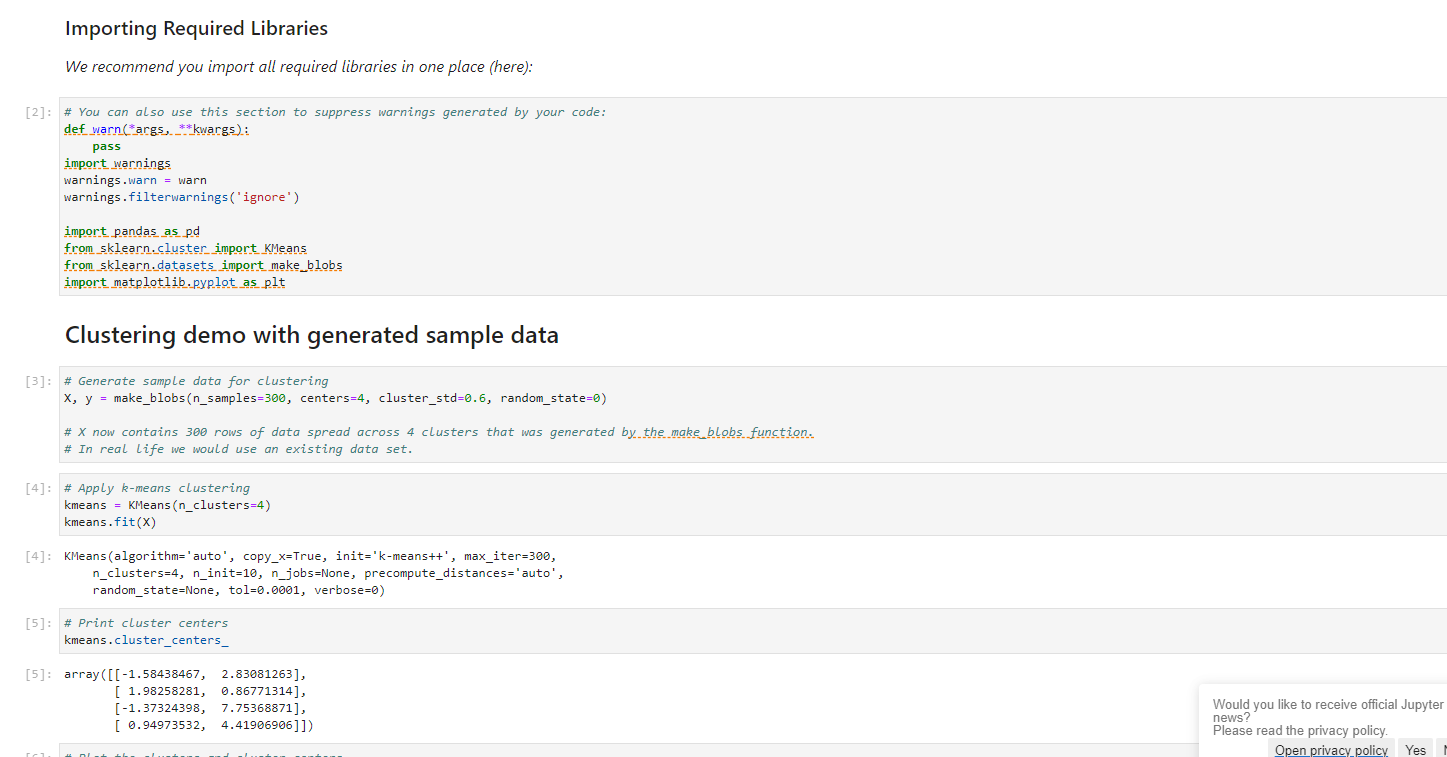 Importing Required Libraries
We recommend you import all required libraries in one place (here):
[2]: # You can also use this section to suppress warnings generated by your code:
def warn(*args, **kwargs):
    pass
import warnings
warnings.warn = warn
warnings.filterwarnings('ignore')
import pandas as pd
from sklearn.cluster import KMeans
from sklearn.datasets import make_blobs
import matplotlib.pyplot as plt
Clustering demo with generated sample data
[3]: # Generate sample data for clustering
X, y = make_blobs(n_samples=300, centers=4, cluster_std=0.6, random_state=0)
# X now contains 300 rows of data spread across 4 clusters that was generated by the make_blobs function.
# In real life we would use an existing data set.
[4]: # Apply k-means clustering
kmeans = KMeans(n_clusters=4)
kmeans.fit(X)
[4]: KMeans(algorithm='auto', copy_x=True, init='k-means++', max_iter=300,
    n_clusters=4, n_init=10, n_jobs=None, precompute_distances='auto',
    random_state=None, tol=0.0001, verbose=0)
[5]: # Print cluster centers
kmeans.cluster_centers_
[5]: array([[-1.58438467,  2.83081263],
       [ 1.98258281,  0.86771314],
       [-1.37324398,  7.75368871],
       [ 0.94973532,  4.41906906]])
Would you like to receive official Jupyter
news?
Please read the privacy policy.
Open privacy policy Yes
# Plot the clusters and cluster centers